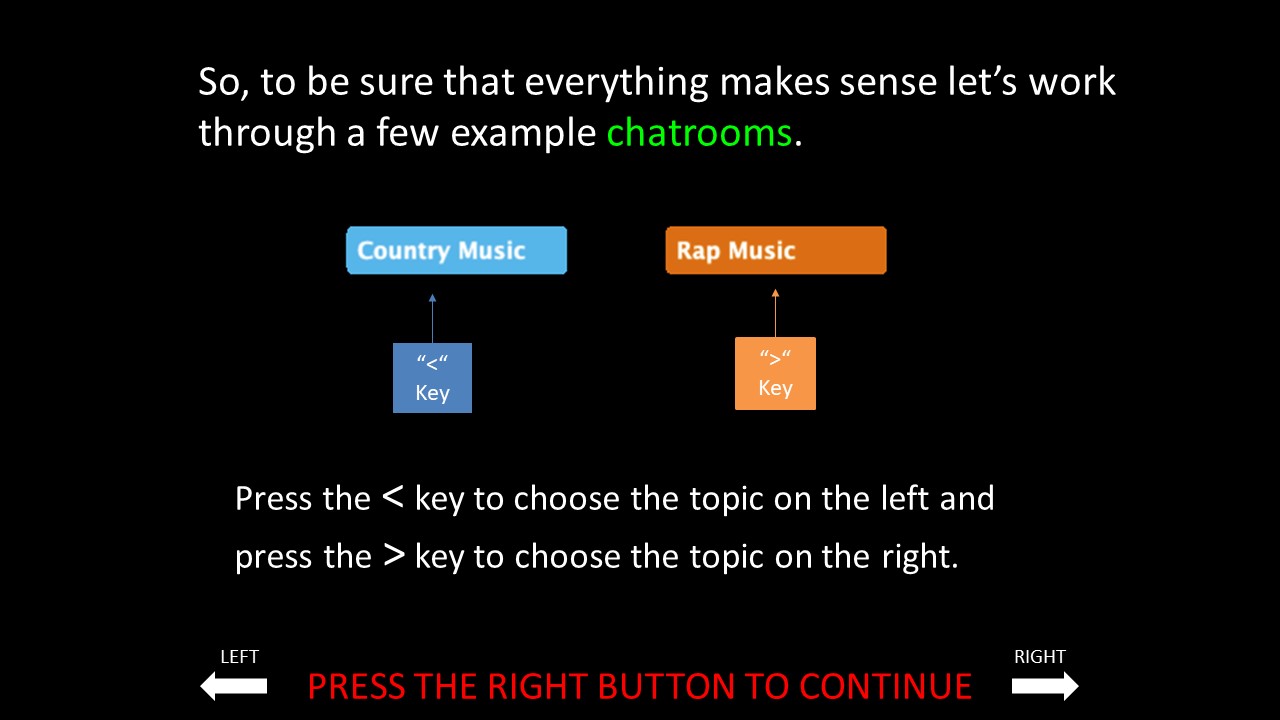 So, to be sure that everything makes sense let’s work
through a few example chatrooms.
Country Music
Rap Music
“<“
Key
“>“
Key
Press the < key to choose the topic on the left and
press the > key to choose the topic on the right.
LEFT
RIGHT
PRESS THE RIGHT BUTTON TO CONTINUE